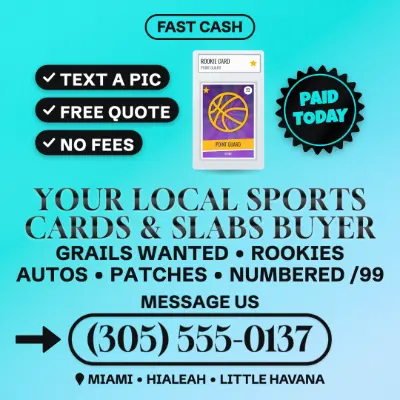 FAST CASH
TEXT A PIC
FREE QUOTE
NO FEES
ROOKIE CARD
POINT GUARD
PAID
TODAY
YOUR LOCAL SPORTS
CARDS & SLABS BUYER
GRAILS WANTED • ROOKIES
AUTOS • PATCHES • NUMBERED /99
MESSAGE US
(305) 555-0137
MIAMI • HIALEAH • LITTLE HAVANA